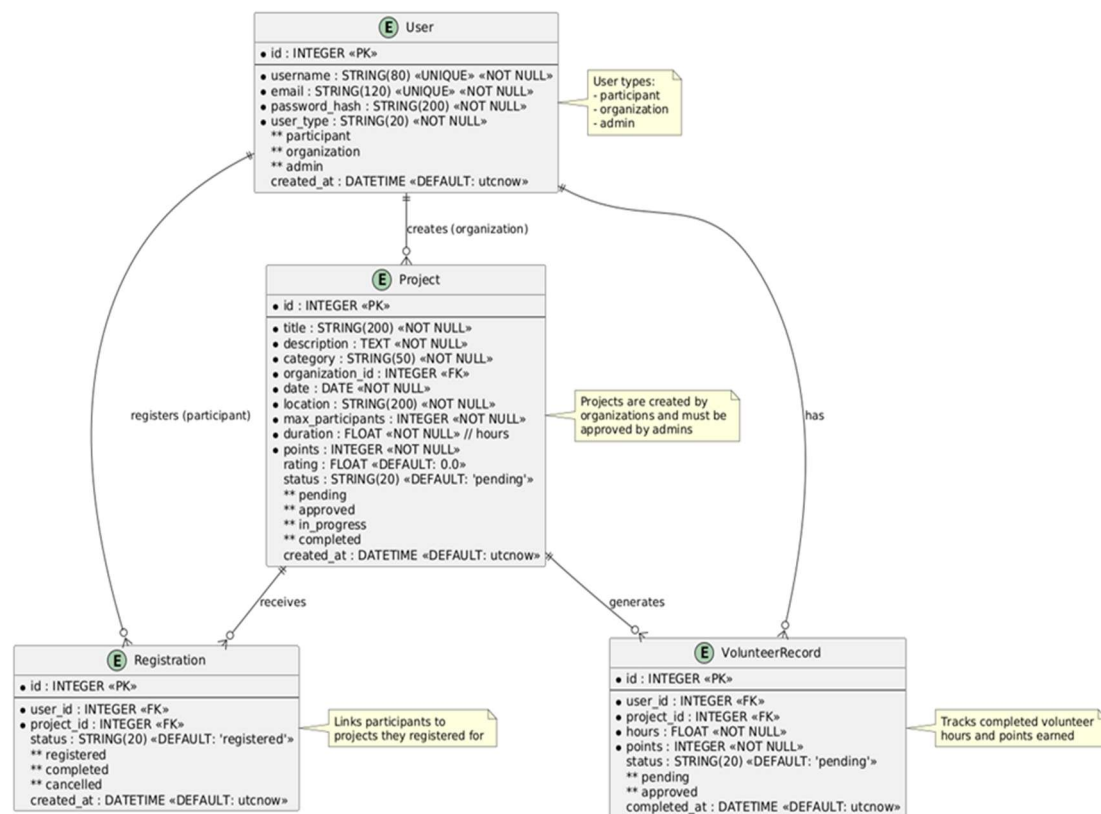 E User
id : INTEGER «PK»
username : STRING(80) «UNIQUE» «NOT NULL»
email : STRING(120) «UNIQUE» «NOT NULL»
password_hash : STRING(200) «NOT NULL»
user_type : STRING(20) «NOT NULL»
** participant
** organization
** admin
created_at : DATETIME «DEFAULT: utcnow»
User types:
- participant
- organization
- admin
creates (organization)
registers (participant)
has
E Project
id : INTEGER «PK»
title : STRING(200) «NOT NULL»
description : TEXT «NOT NULL»
category : STRING(50) «NOT NULL»
organization_id : INTEGER «FK»
date : DATE «NOT NULL»
location : STRING(200) «NOT NULL»
max_participants : INTEGER «NOT NULL»
duration : FLOAT «NOT NULL» // hours
points : INTEGER «NOT NULL»
rating : FLOAT «DEFAULT: 0.0»
status : STRING(20) «DEFAULT: 'pending'»
** pending
** approved
** in_progress
** completed
created_at : DATETIME «DEFAULT: utcnow»
Projects are created by
organizations and must be
approved by admins
receives
generates
E Registration
id : INTEGER «PK»
user_id : INTEGER «FK»
project_id : INTEGER «FK»
status : STRING(20) «DEFAULT: 'registered'»
** registered
** completed
** cancelled
created_at : DATETIME «DEFAULT: utcnow»
Links participants to
projects they registered for
E VolunteerRecord
id : INTEGER «PK»
user_id : INTEGER «FK»
project_id : INTEGER «FK»
hours : FLOAT «NOT NULL»
points : INTEGER «NOT NULL»
status : STRING(20) «DEFAULT: 'pending'»
** pending
** approved
completed_at : DATETIME «DEFAULT: utcnow»
Tracks completed volunteer
hours and points earned